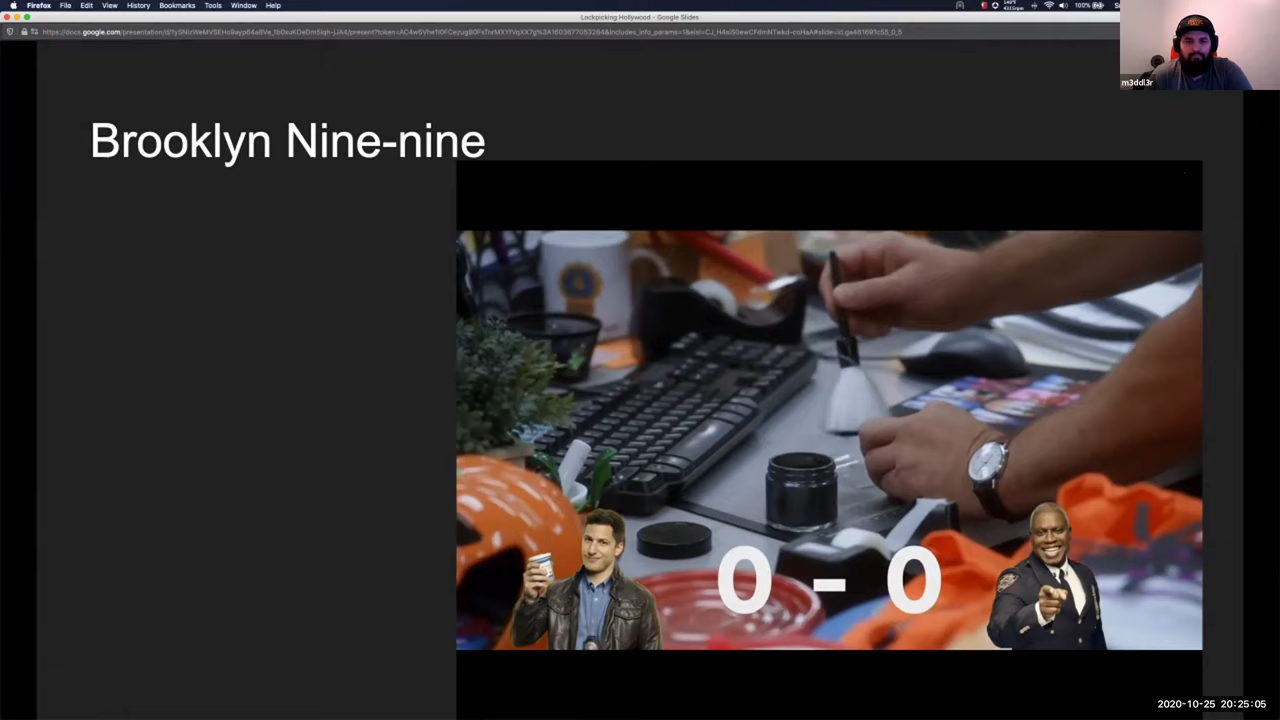 Firefox File Edit View History Bookmarks Tools Window Help
100%
Lockpicking Hollywood - Google Slides
m3ddl3r
Brooklyn Nine-nine
0 - 0
2020-10-25 20:25:05